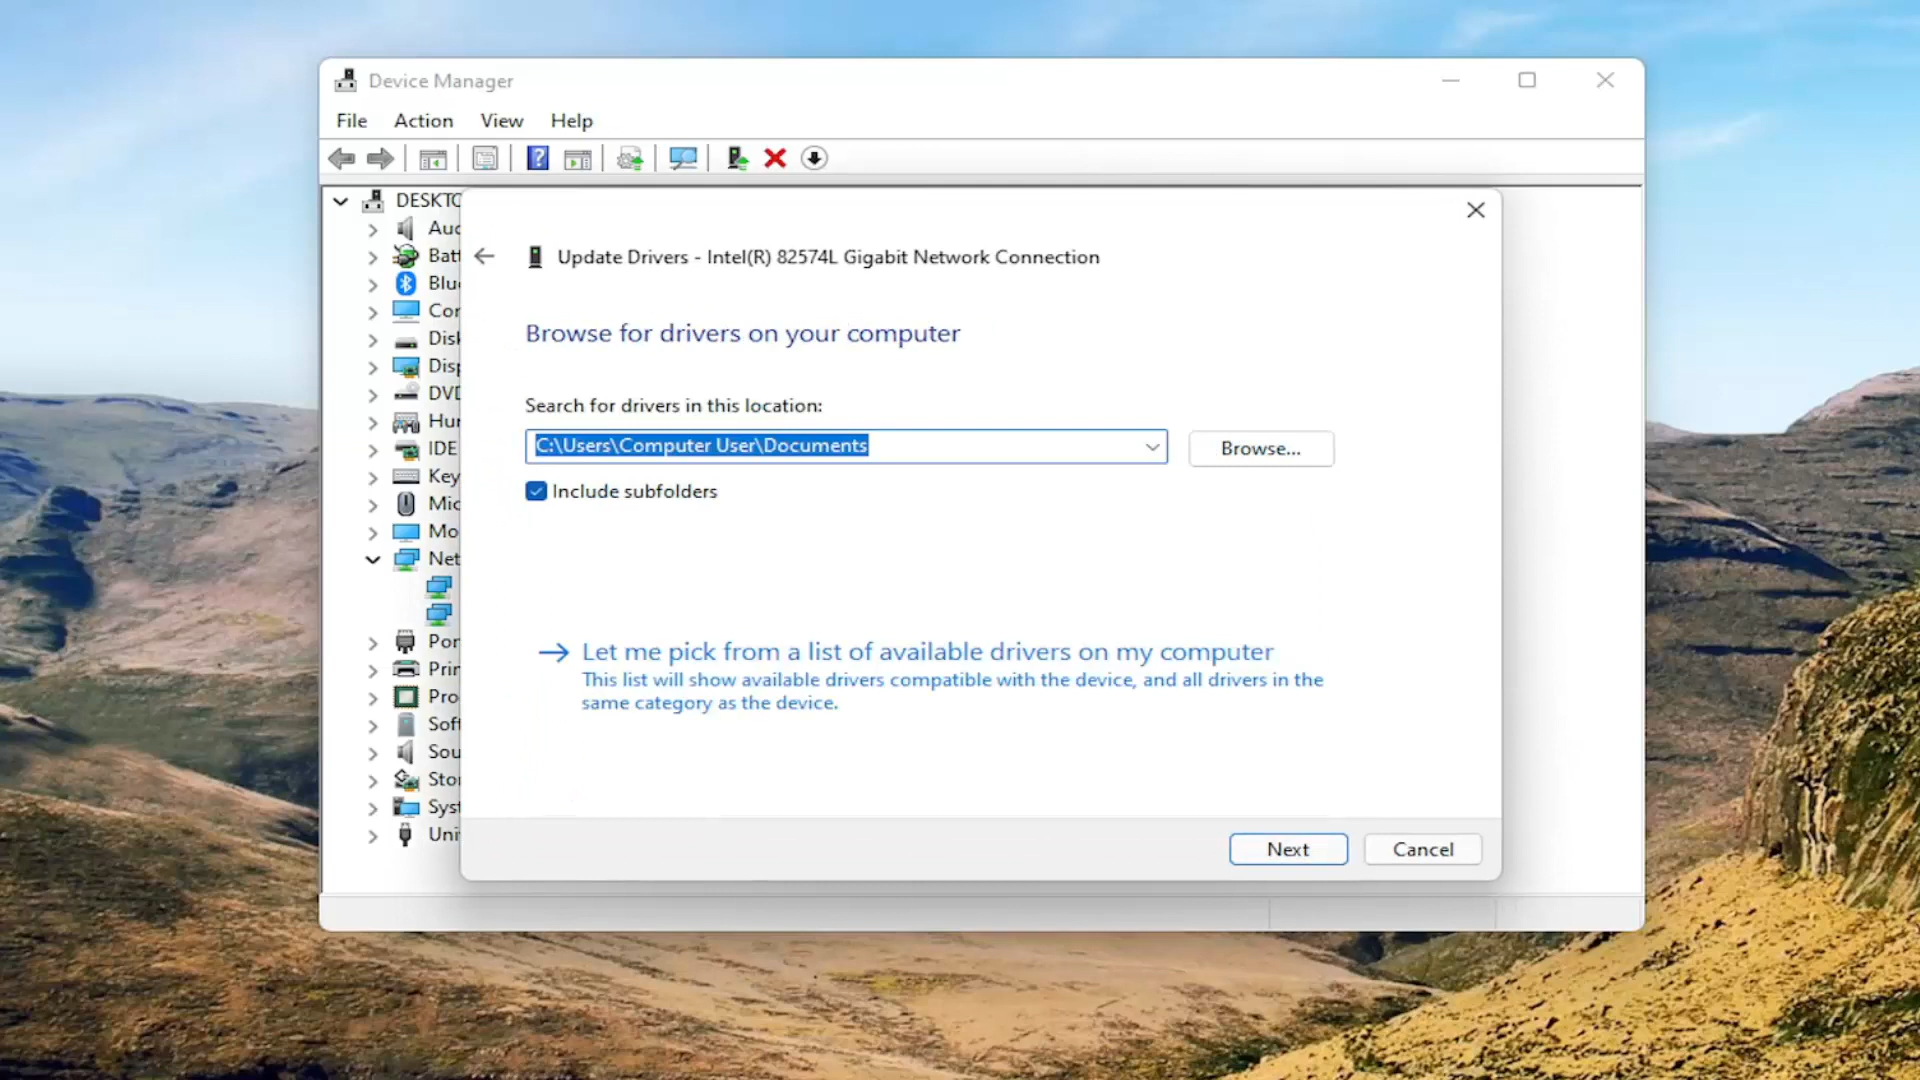 Device Manager
File Action View Help
DESKTO
Aud
Batt
Blue
Con
Disk
Disp
DVD
Hur
IDE
Key
Mic
Mo
Net
Por
Prin
Pro
Soft
Sou
Stor
Syst
Uni
Update Drivers - Intel(R) 82574L Gigabit Network Connection
Browse for drivers on your computer
Search for drivers in this location:
C:\Users\Computer User\Documents
Browse...
Include subfolders
Let me pick from a list of available drivers on my computer
This list will show available drivers compatible with the device, and all drivers in the
same category as the device.
Next
Cancel